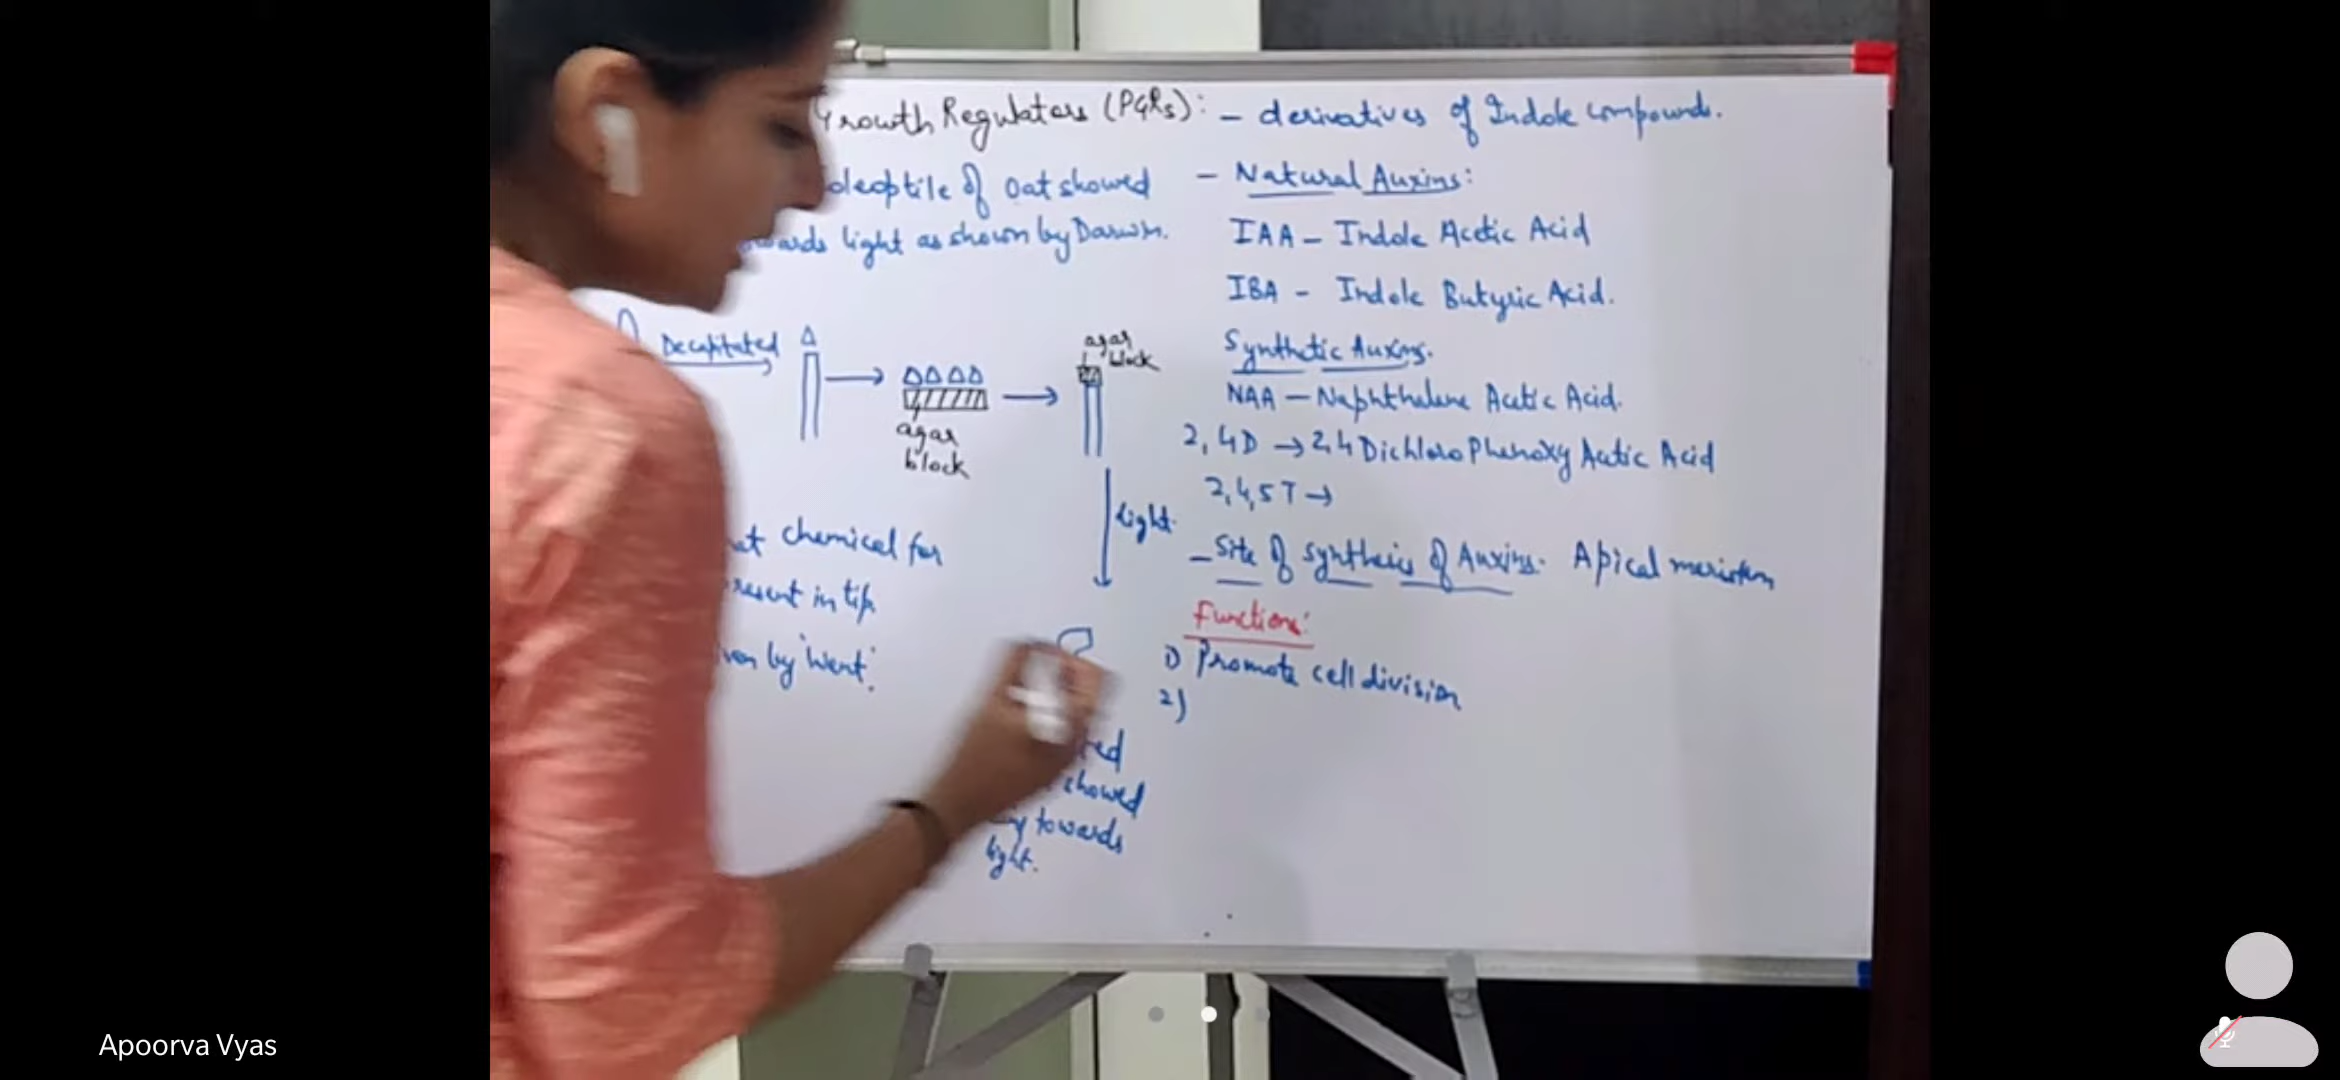 Growth Regulators (PGRs):
oleoptile of oat showed
wards light as shown by Darwin.
Decapitated
agar
block
agar
block
light.
chemical for
resent in tip
by 'Went'.
showed
towards
light.
- derivatives of Indole compounds.
- Natural Auxins:
IAA - Indole Acetic Acid
IBA - Indole Butyric Acid.
Synthetic Auxins.
NAA - Naphthalene Acetic Acid.
2,4D → 2,4 Dichloro Phenoxy Acetic Acid
2,4,5 T →
- Site of synthesis of Auxins. Apical meristem
Functions:
1) Promote cell division
2)
Apoorva Vyas